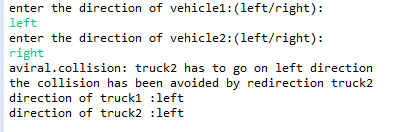 enter the direction of vehicle1:(left/right):
left
enter the direction of vehicle2:(left/right):
right
aviral.collision: truck2 has to go on left direction
the collision has been avoided by redirection truck2
direction of truck1 :left
direction of truck2 :left